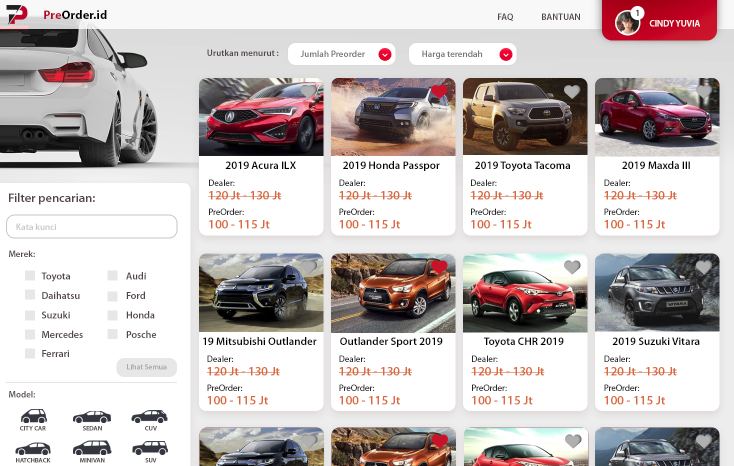 PreOrder.id
FAQ
BANTUAN
1
CINDY YUVIA
Urutkan menurut :
Jumlah Preorder
Harga terendah
2019 Acura ILX
Dealer:
120 Jt - 130 Jt
PreOrder:
100 - 115 Jt
2019 Honda Passpor
Dealer:
120 Jt - 130 Jt
PreOrder:
100 - 115 Jt
2019 Toyota Tacoma
Dealer:
120 Jt - 130 Jt
PreOrder:
100 - 115 Jt
2019 Maxda III
Dealer:
120 Jt - 130 Jt
PreOrder:
100 - 115 Jt
Filter pencarian:
Kata kunci
Merek:
Toyota
Audi
Daihatsu
Ford
Suzuki
Honda
Mercedes
Posche
Ferrari
Lihat Semua
Model:
CITY CAR
SEDAN
CUV
HATCHBACK
MINIVAN
SUV
19 Mitsubishi Outlander
Dealer:
120 Jt - 130 Jt
PreOrder:
100 - 115 Jt
Outlander Sport 2019
Dealer:
120 Jt - 130 Jt
PreOrder:
100 - 115 Jt
Toyota CHR 2019
Dealer:
120 Jt - 130 Jt
PreOrder:
100 - 115 Jt
VITARA
2019 Suzuki Vitara
Dealer:
120 Jt - 130 Jt
PreOrder:
100 - 115 Jt